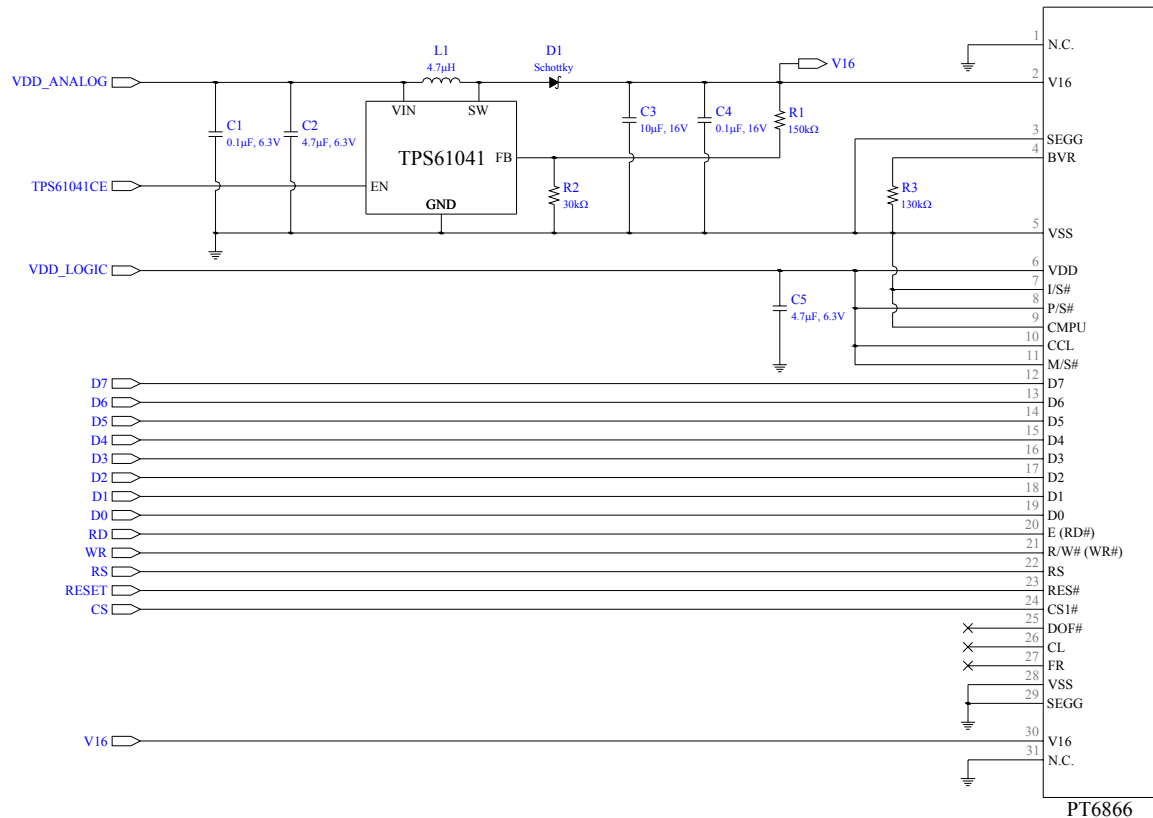 1
N.C.
L1
4.7µH
D1
Schottky
V16
VDD_ANALOG
2
V16
VIN
SW
C1
0.1µF, 6.3V
C2
4.7µF, 6.3V
C3
10µF, 16V
C4
0.1µF, 16V
R1
150kΩ
TPS61041
FB
3
SEGG
4
BVR
TPS61041CE
EN
R2
30kΩ
R3
130kΩ
GND
5
VSS
VDD_LOGIC
6
VDD
7
I/S#
C5
4.7µF, 6.3V
8
P/S#
9
CMPU
10
CCL
11
M/S#
D7
12
D7
D6
13
D6
D5
14
D5
D4
15
D4
D3
16
D3
D2
17
D2
D1
18
D1
D0
19
D0
RD
20
E (RD#)
WR
21
R/W# (WR#)
RS
22
RS
RESET
23
RES#
CS
24
CS1#
25
DOF#
26
CL
27
FR
28
VSS
29
SEGG
V16
30
V16
31
N.C.
PT6866